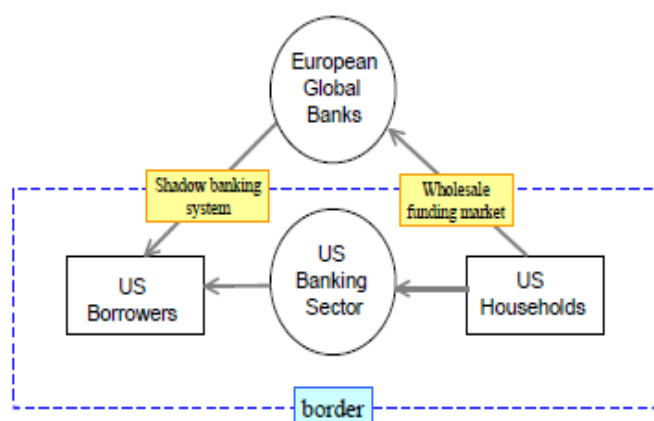 European
Global
Banks
Shadow banking
system
Wholesale
funding market
US
Borrowers
US
Banking
Sector
US
Households
border